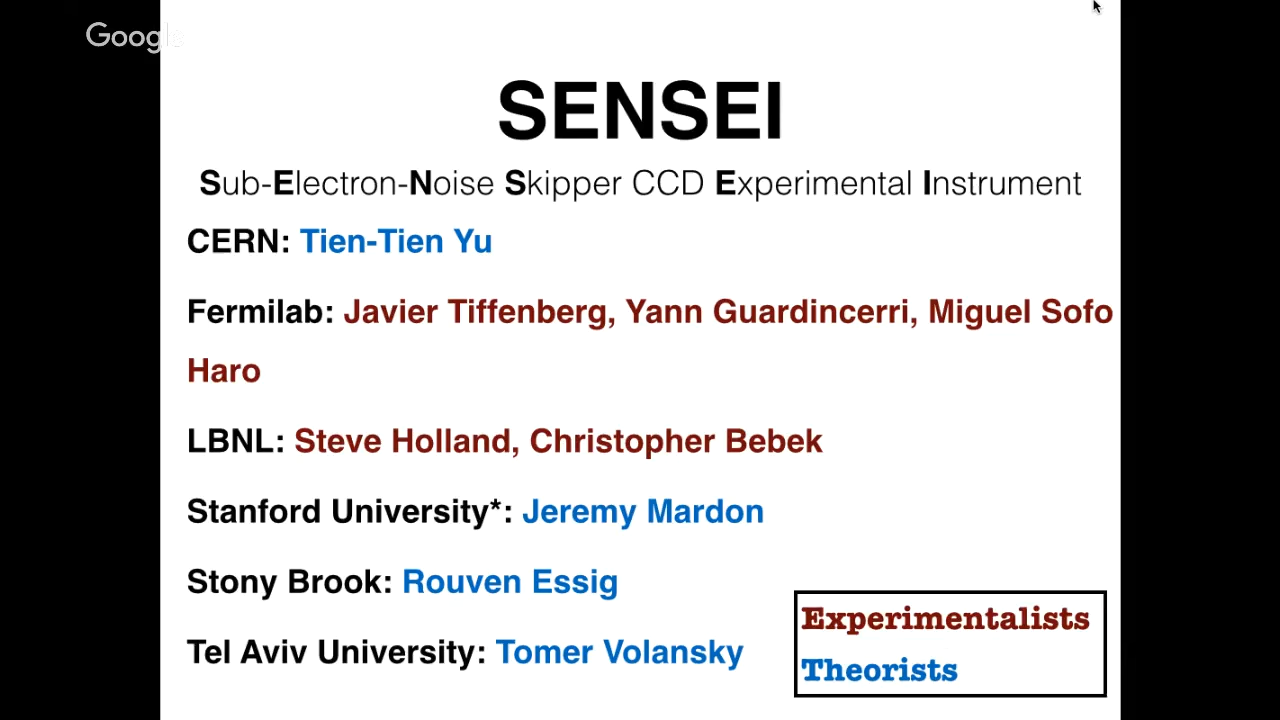 Google
SENSEI
Sub-Electron-Noise Skipper CCD Experimental Instrument
CERN: Tien-Tien Yu
Fermilab: Javier Tiffenberg, Yann Guardincerri, Miguel Sofo
Haro
LBNL: Steve Holland, Christopher Bebek
Stanford University*: Jeremy Mardon
Stony Brook: Rouven Essig
Tel Aviv University: Tomer Volansky
Experimentalists
Theorists